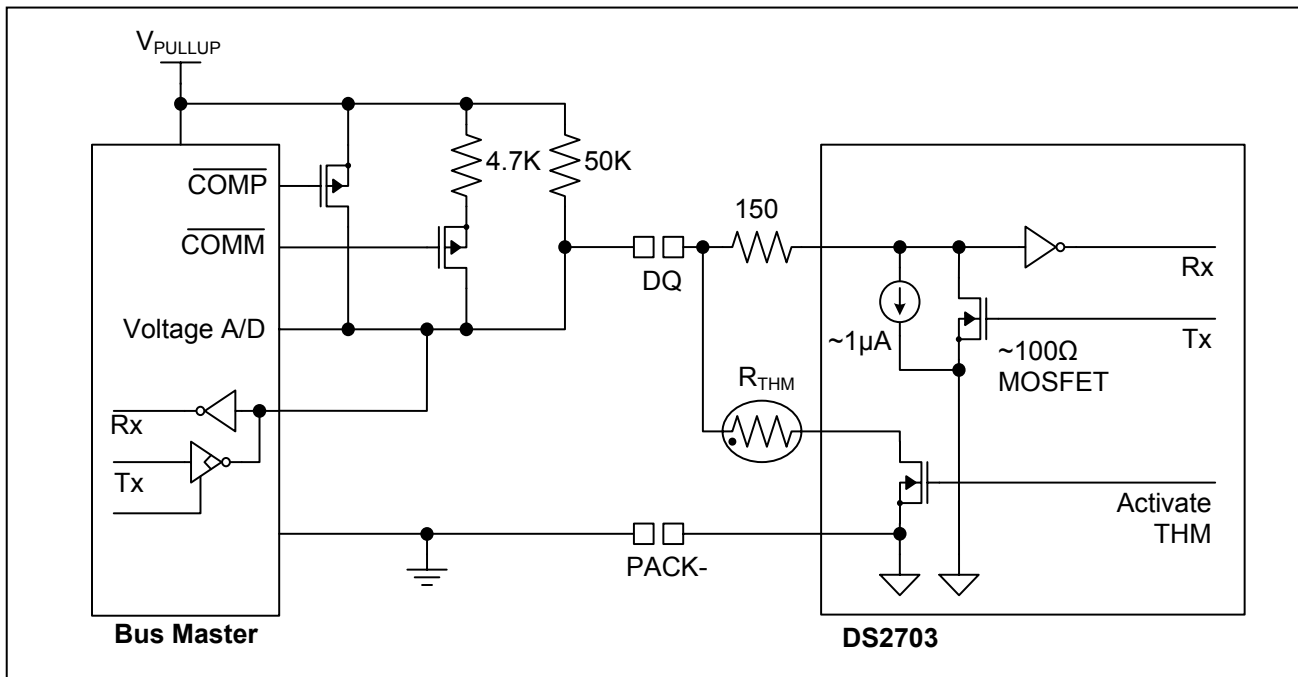 VPULLUP
COMP
COMM
Voltage A/D
Rx
Tx
Bus Master
4.7K
50K
DQ
PACK-
150
RTHM
~1µA
~100Ω
MOSFET
Rx
Tx
Activate
THM
DS2703